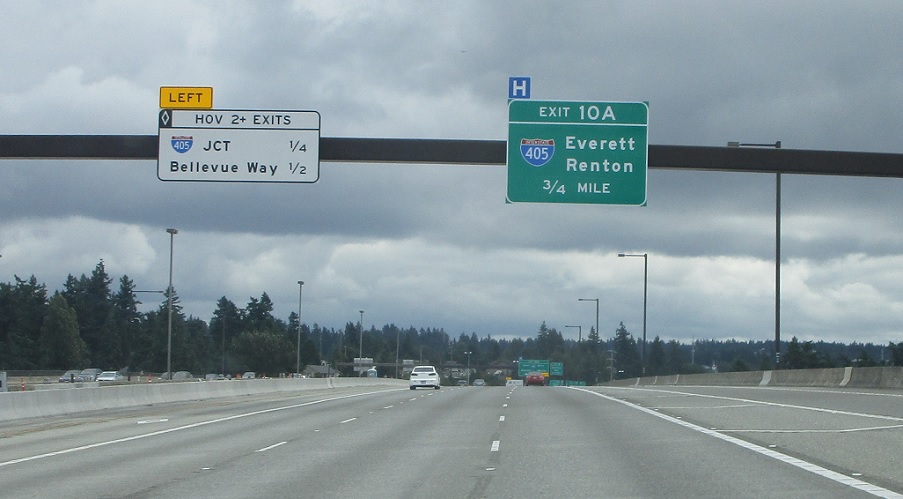 LEFT
HOV 2+ EXITS
405 JCT 1/4
Bellevue Way 1/2
H
EXIT 10A
INTERSTATE
405
Everett
Renton
3/4 MILE